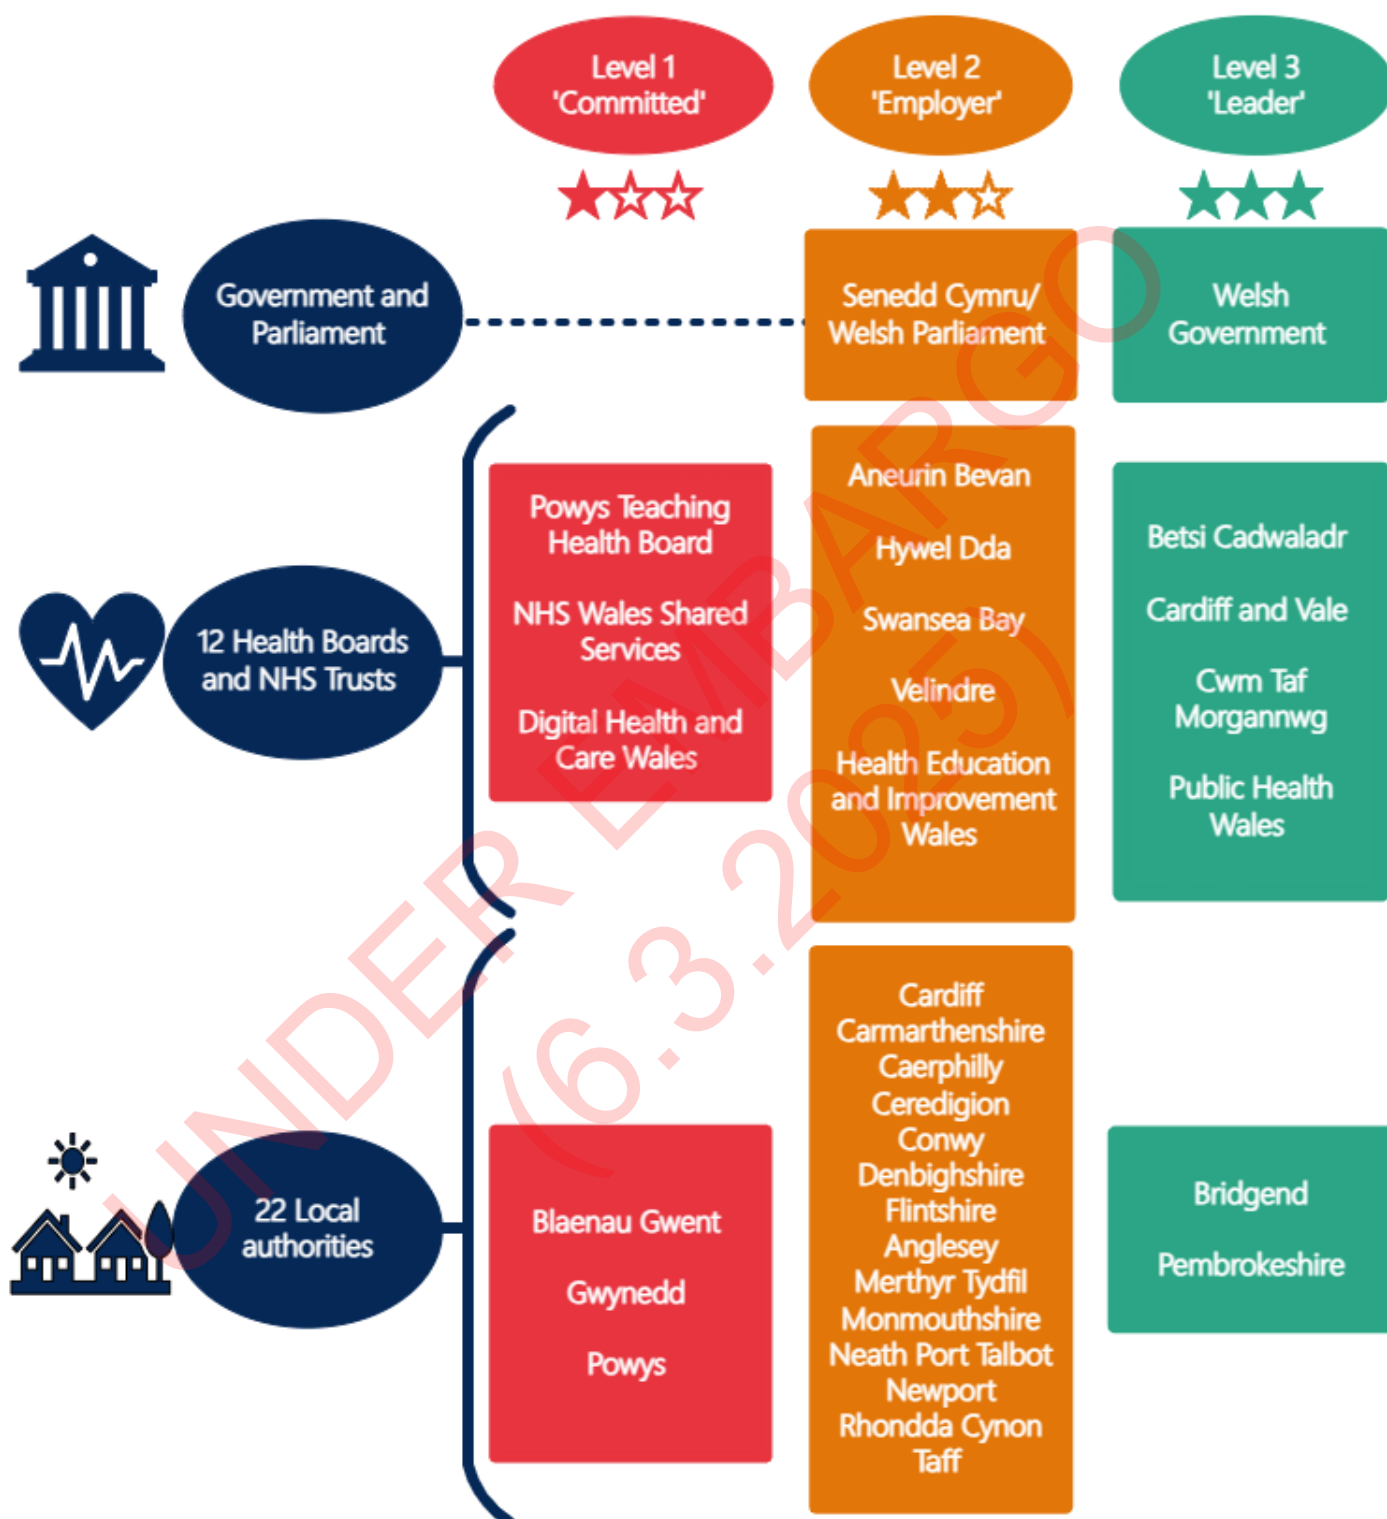 Level 1
'Committed'
Level 2
'Employer'
Level 3
'Leader'
Government and
Parliament
Senedd Cymru/
Welsh Parliament
Welsh
Government
12 Health Boards
and NHS Trusts
Powys Teaching
Health Board
NHS Wales Shared
Services
Digital Health and
Care Wales
Aneurin Bevan
Hywel Dda
Swansea Bay
Velindre
Health Education
and Improvement
Wales
Betsi Cadwaladr
Cardiff and Vale
Cwm Taf
Morgannwg
Public Health
Wales
22 Local
authorities
Blaenau Gwent
Gwynedd
Powys
Cardiff
Carmarthenshire
Caerphilly
Ceredigion
Conwy
Denbighshire
Flintshire
Anglesey
Merthyr Tydfil
Monmouthshire
Neath Port Talbot
Newport
Rhondda Cynon
Taff
Bridgend
Pembrokeshire
UNDER EMBARGO
(6.3.2025)